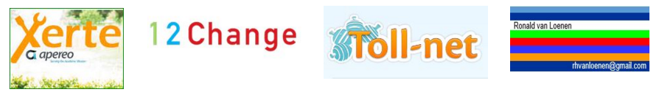 Xerte
apereo
12Change
Toll-net
Ronald van Loenen
rhvanloenen@gmail.com